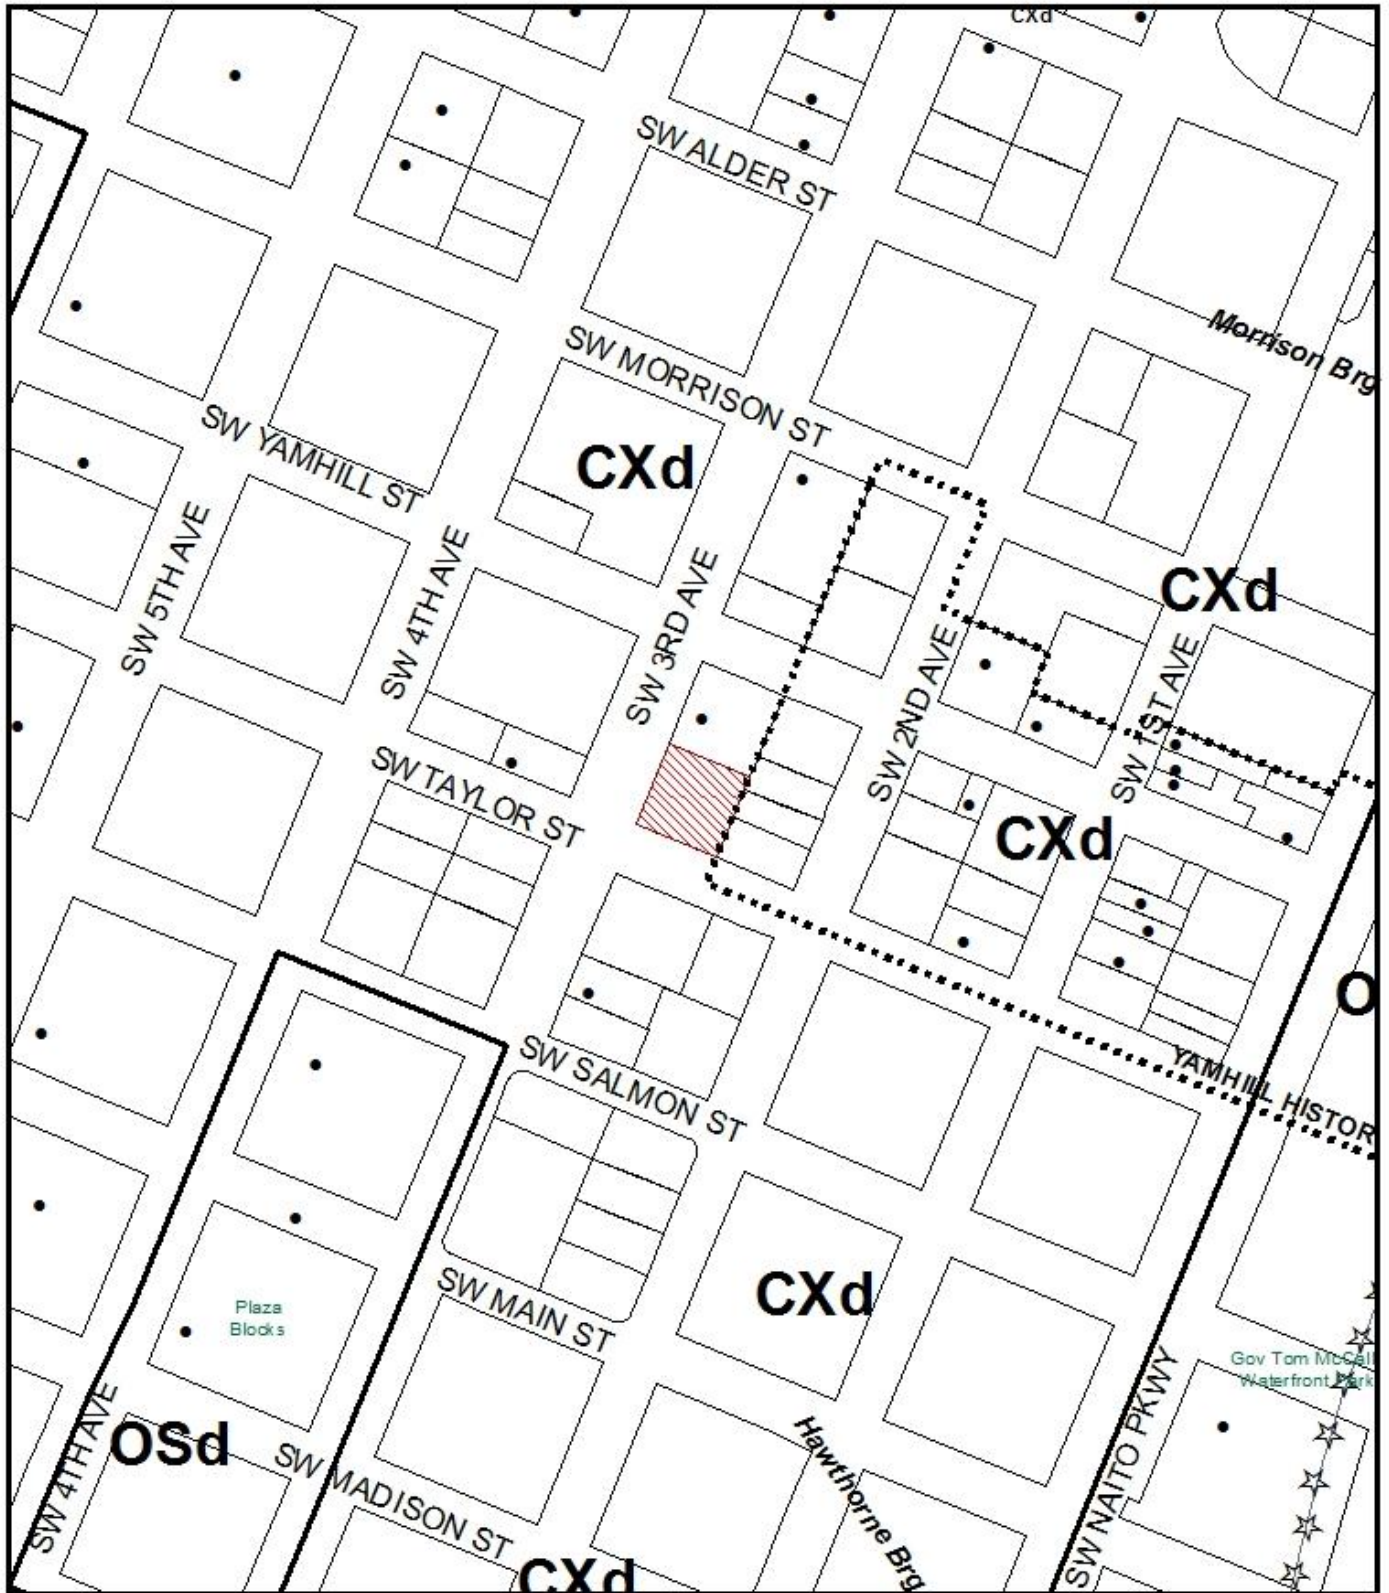 CXd
SW ALDER ST
Morrison Brg
SW MORRISON ST
SW YAMHILL ST
CXd
SW 5TH AVE
SW 4TH AVE
SW 3RD AVE
CXd
SW 2ND AVE
SW 1ST AVE
SW TAYLOR ST
CXd
O
YAMHILL HISTOR
SW SALMON ST
SW MAIN ST
CXd
Plaza
Blocks
Gov Tom McCall
Waterfront Park
SW 4TH AVE
OSd
SW MADISON ST
Hawthorne Brg
SW NAITO PKWY
CXd